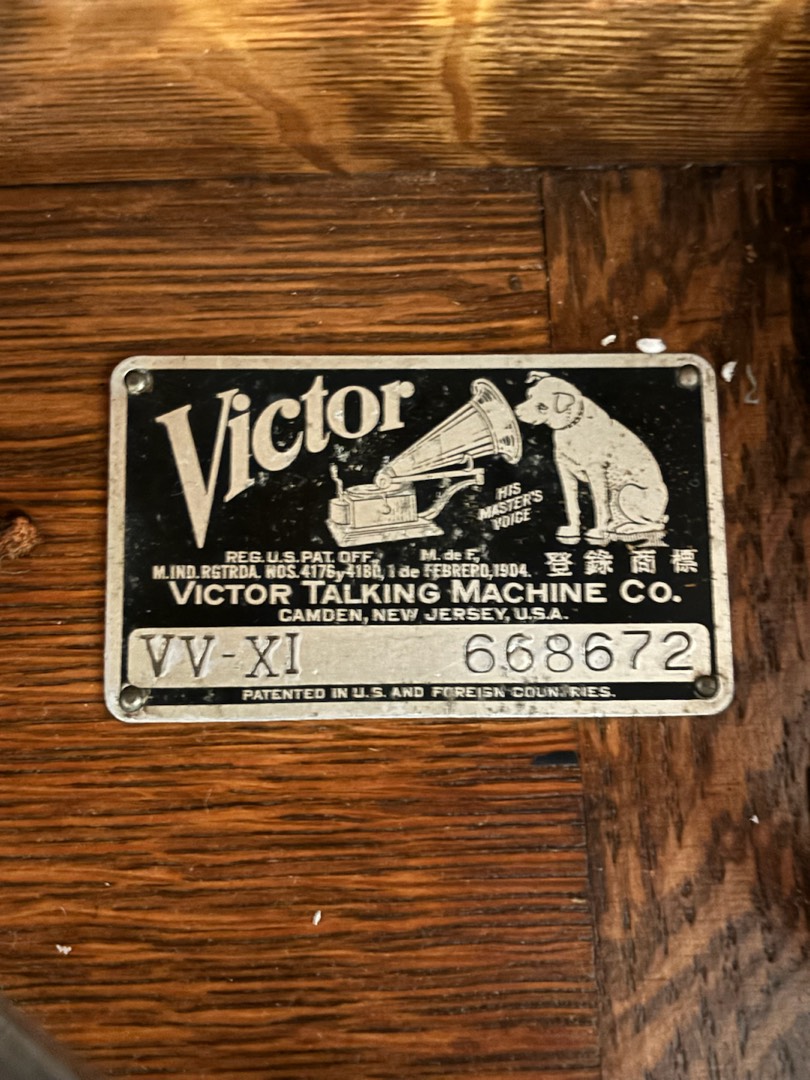 Victor
HIS
MASTER'S
VOICE
REG. U.S. PAT. OFF. M. de F.,
M.IND. RGTRDA. NOS. 4176 y 4180, 1 de FEBRERO, 1904. 登錄商標
VICTOR TALKING MACHINE CO.
CAMDEN, NEW JERSEY, U.S.A.
VV-XI 668672
PATENTED IN U.S. AND FOREIGN COUNTRIES.